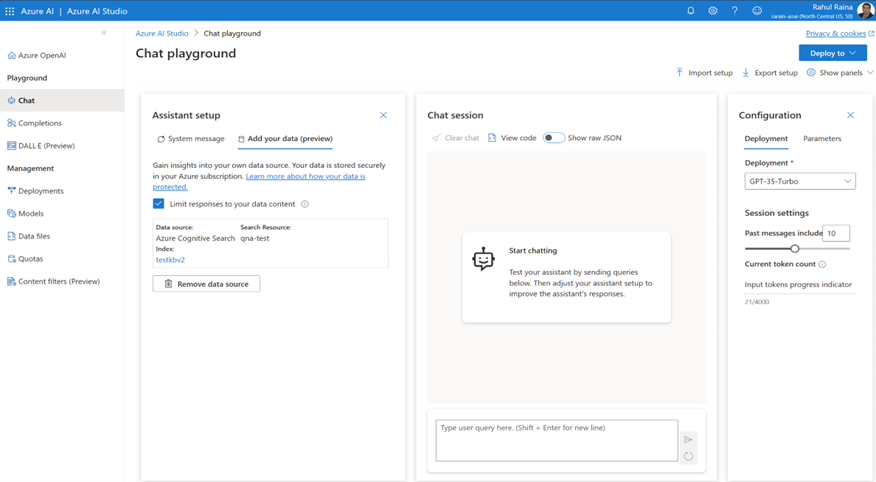 Azure AI | Azure AI Studio
Rahul Raina
rarain-aoai (North Central US, S0)
Azure AI Studio > Chat playground
Privacy & cookies
Chat playground
Deploy to
Import setup
Export setup
Show panels
Azure OpenAI
Playground
Chat
Completions
DALL·E (Preview)
Management
Deployments
Models
Data files
Quotas
Content filters (Preview)
Assistant setup
System message
Add your data (preview)
Gain insights into your own data source. Your data is stored securely
in your Azure subscription. Learn more about how your data is
protected.
Limit responses to your data content
Data source:
Azure Cognitive Search
Search Resource:
qna-test
Index:
testkbv2
Remove data source
Chat session
Clear chat
View code
Show raw JSON
Start chatting
Test your assistant by sending queries
below. Then adjust your assistant setup to
improve the assistant's responses.
Type user query here. (Shift + Enter for new line)
Configuration
Deployment
Parameters
Deployment *
GPT-35-Turbo
Session settings
Past messages include
10
Current token count
Input tokens progress indicator
21/4000